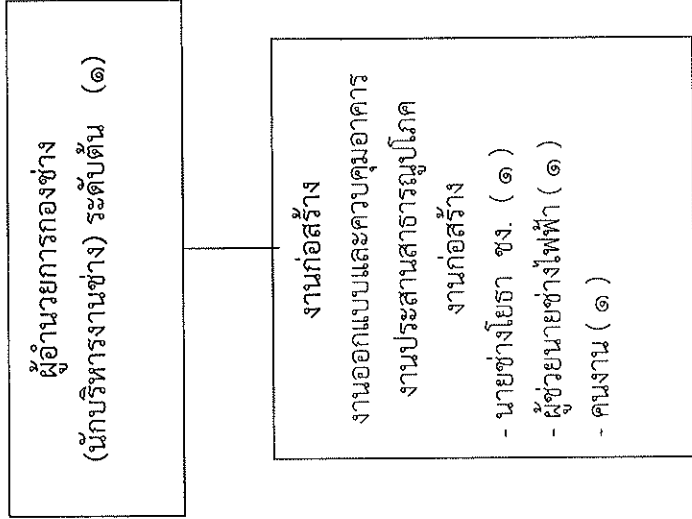 ผู้อำนวยการกองช่าง
(นักบริหารงานช่าง) ระดับต้น (๑)
งานก่อสร้าง
งานออกแบบและควบคุมอาคาร
งานประสานสาธารณูปโภค
งานก่อสร้าง
- นายช่างโยธา ชง. ( ๑ )
- ผู้ช่วยนายช่างไฟฟ้า ( ๑ )
- คนงาน ( ๑ )